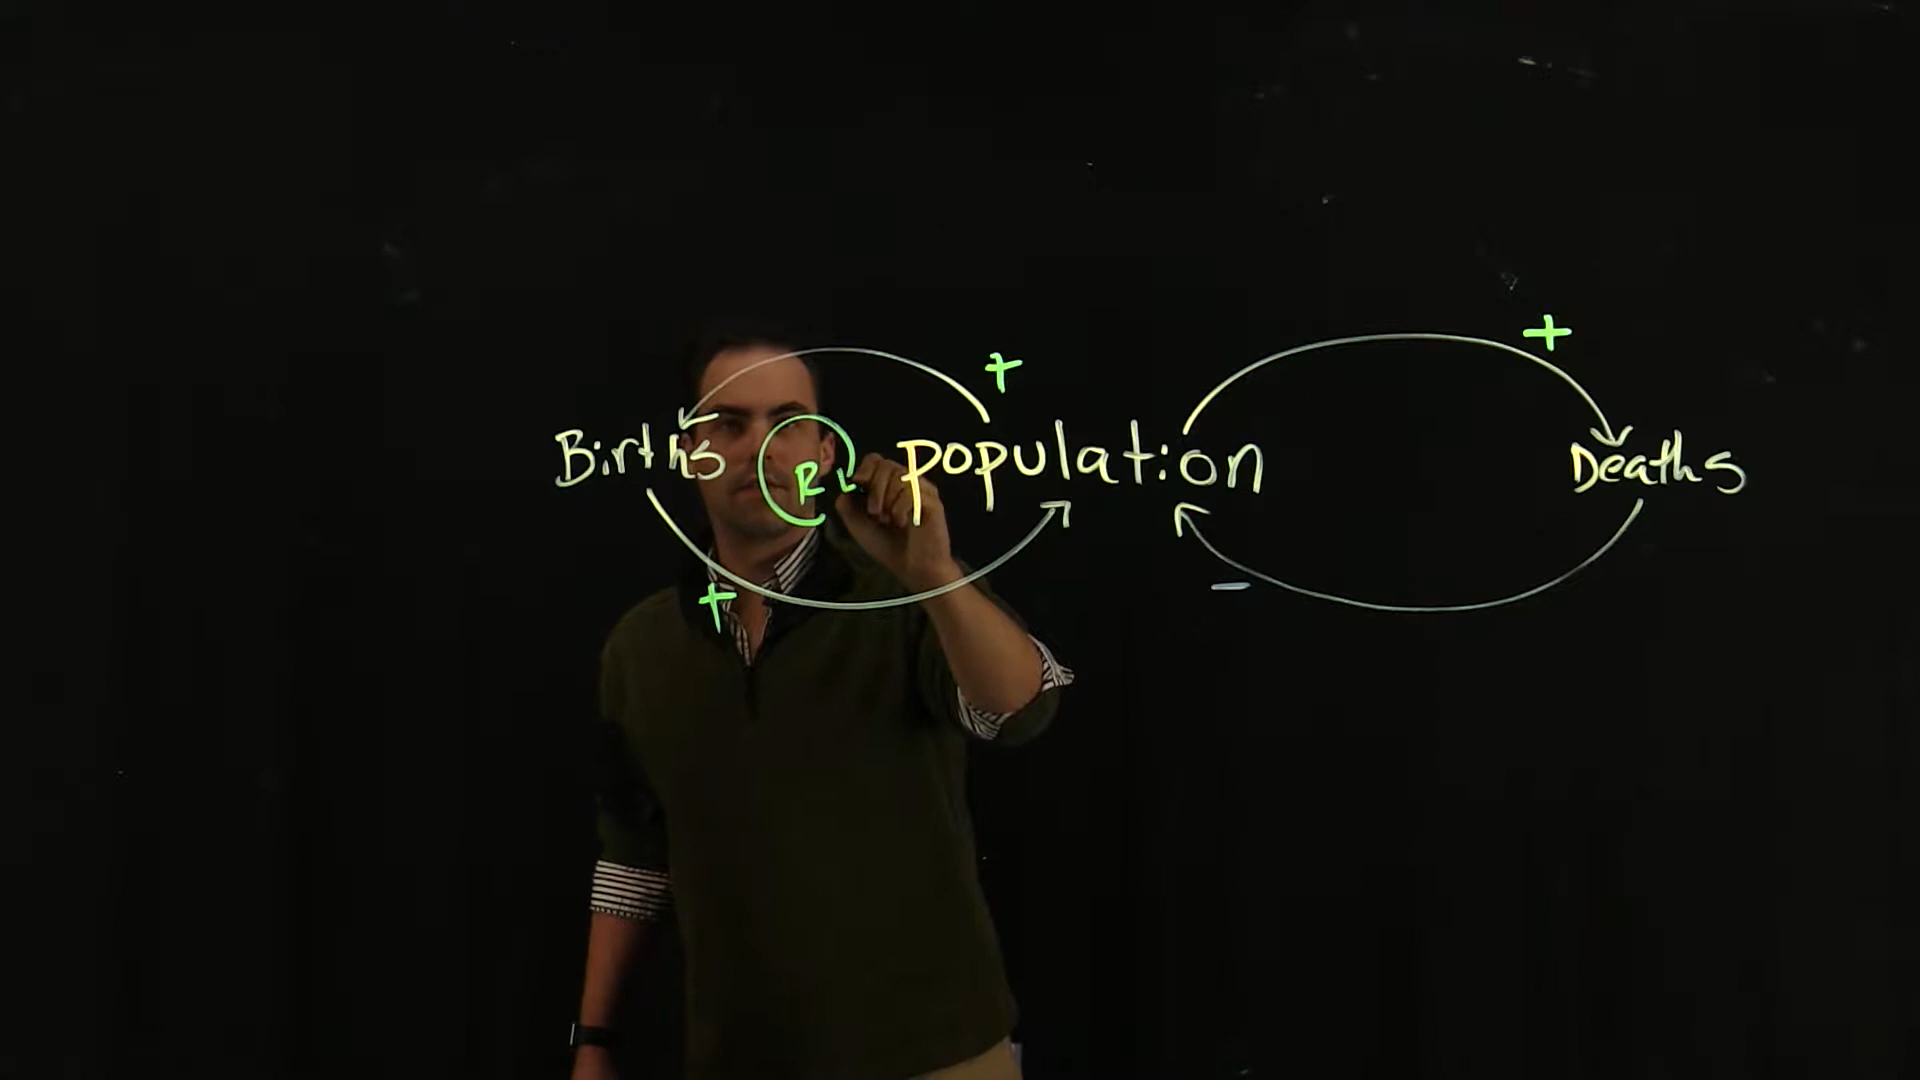 + +
Births R population Deaths
+ -